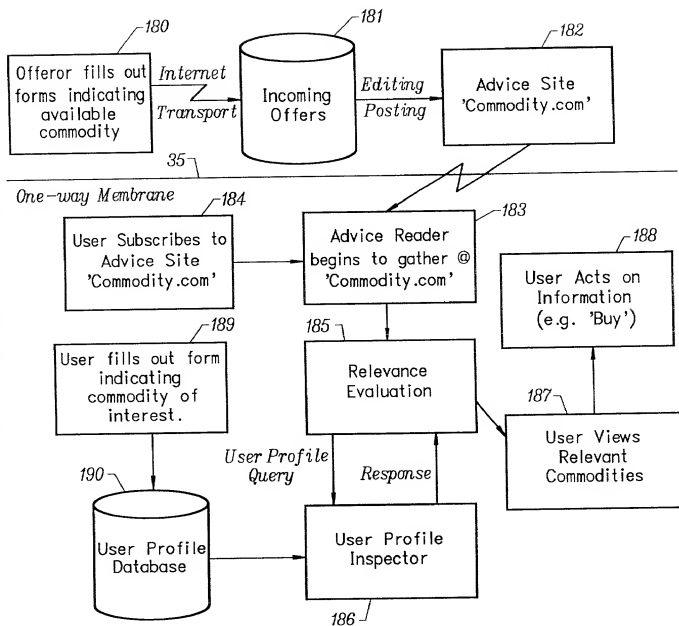 180
Offeror fills out
forms indicating
available
commodity
Internet
Transport
181
Incoming
Offers
Editing
Posting
182
Advice Site
'Commodity.com'
35
One-way Membrane
184
User Subscribes to
Advice Site
'Commodity.com'
183
Advice Reader
begins to gather @
'Commodity.com'
188
User Acts on
Information
(e.g. 'Buy')
189
User fills out form
indicating
commodity of
interest.
185
Relevance
Evaluation
187
User Views
Relevant
Commodities
User Profile
Query
Response
190
User Profile
Database
User Profile
Inspector
186